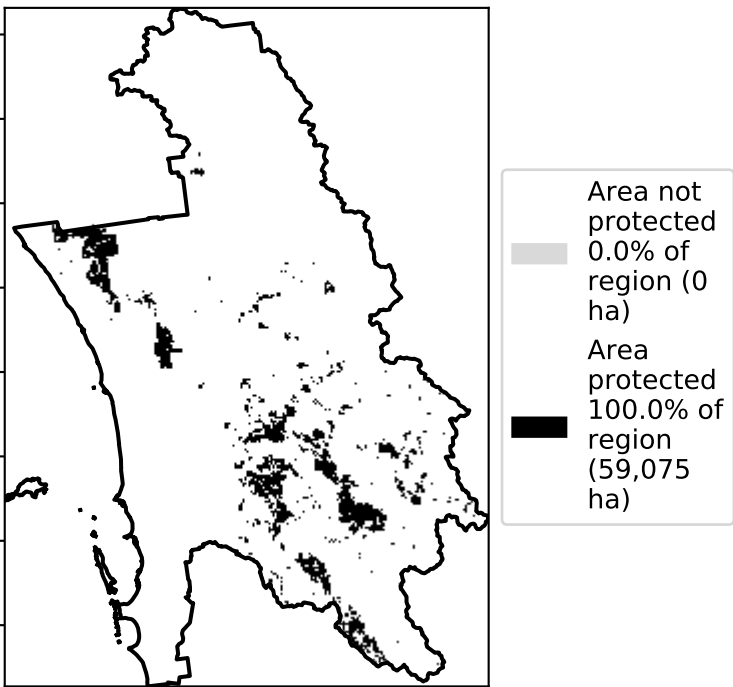 Area not
protected
0.0% of
region (0
ha)
Area
protected
100.0% of
region
(59,075
ha)